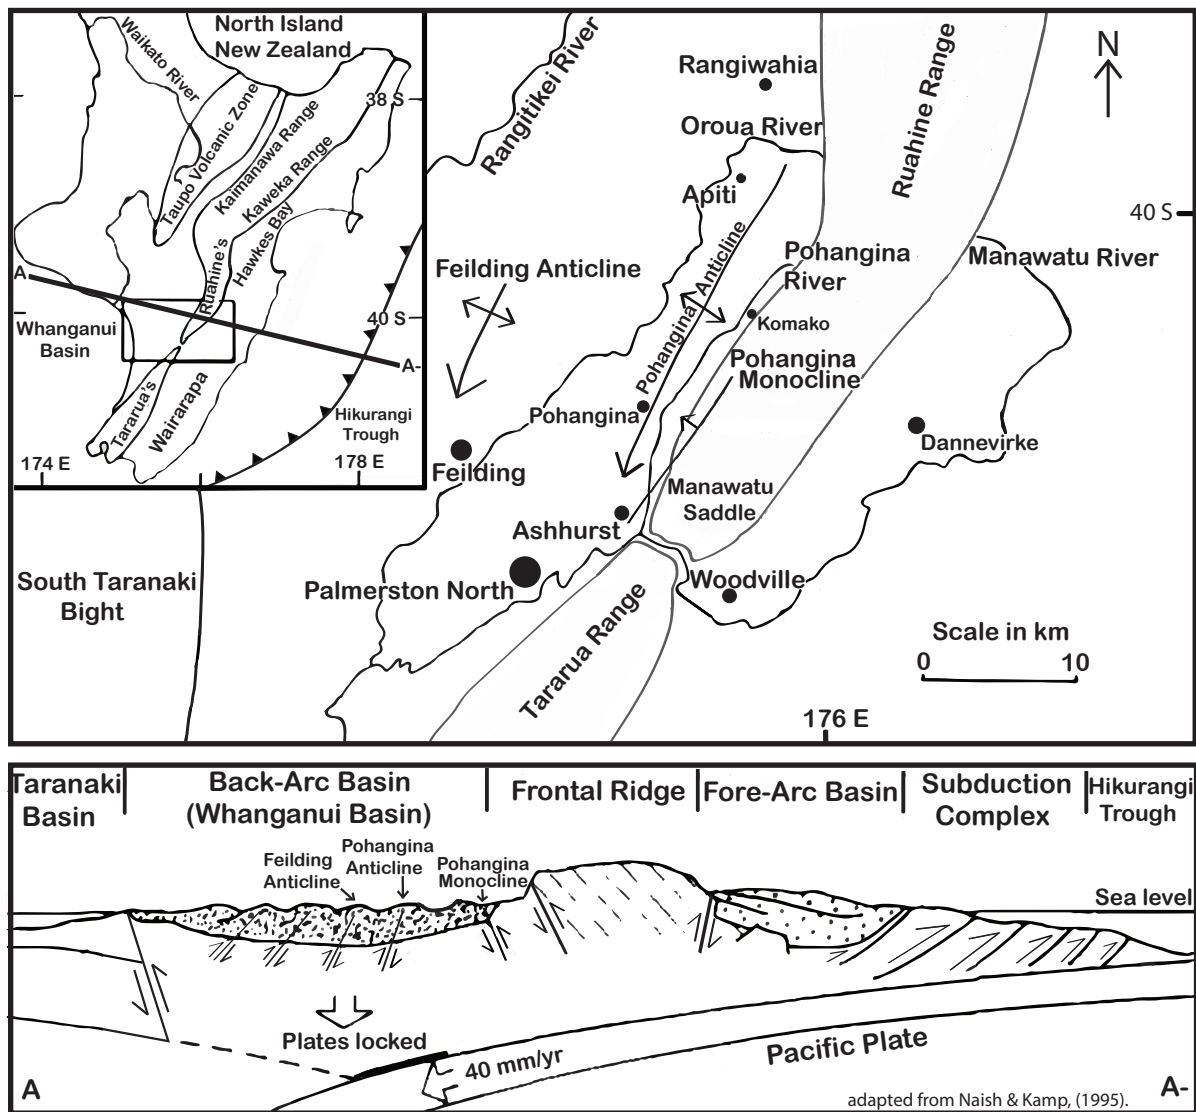 North Island
New Zealand
Waikato River
38 S
Taupo Volcanic Zone
Kaimanawa Range
Kaweka Range
Ruahine's
Hawkes Bay
A
Whanganui
Basin
40 S
A-
Tararua's
Wairarapa
Hikurangi
Trough
174 E
178 E
Rangitikei River
Rangiwahia
Oroua River
Ruahine Range
N
Apiti
40 S
Feilding Anticline
Pohangina Anticline
Pohangina
River
Manawatu River
Komako
Pohangina
Monocline
Pohangina
Dannevirke
Feilding
Manawatu
Saddle
Ashhurst
Palmerston North
Woodville
South Taranaki
Bight
Tararua Range
Scale in km
0 10
176 E
Taranaki
Basin
Back-Arc Basin
(Whanganui Basin)
Frontal Ridge
Fore-Arc Basin
Subduction
Complex
Hikurangi
Trough
Feilding
Anticline
Pohangina
Anticline
Pohangina
Monocline
Sea level
Plates locked
40 mm/yr
Pacific Plate
A
A-
adapted from Naish & Kamp, (1995).